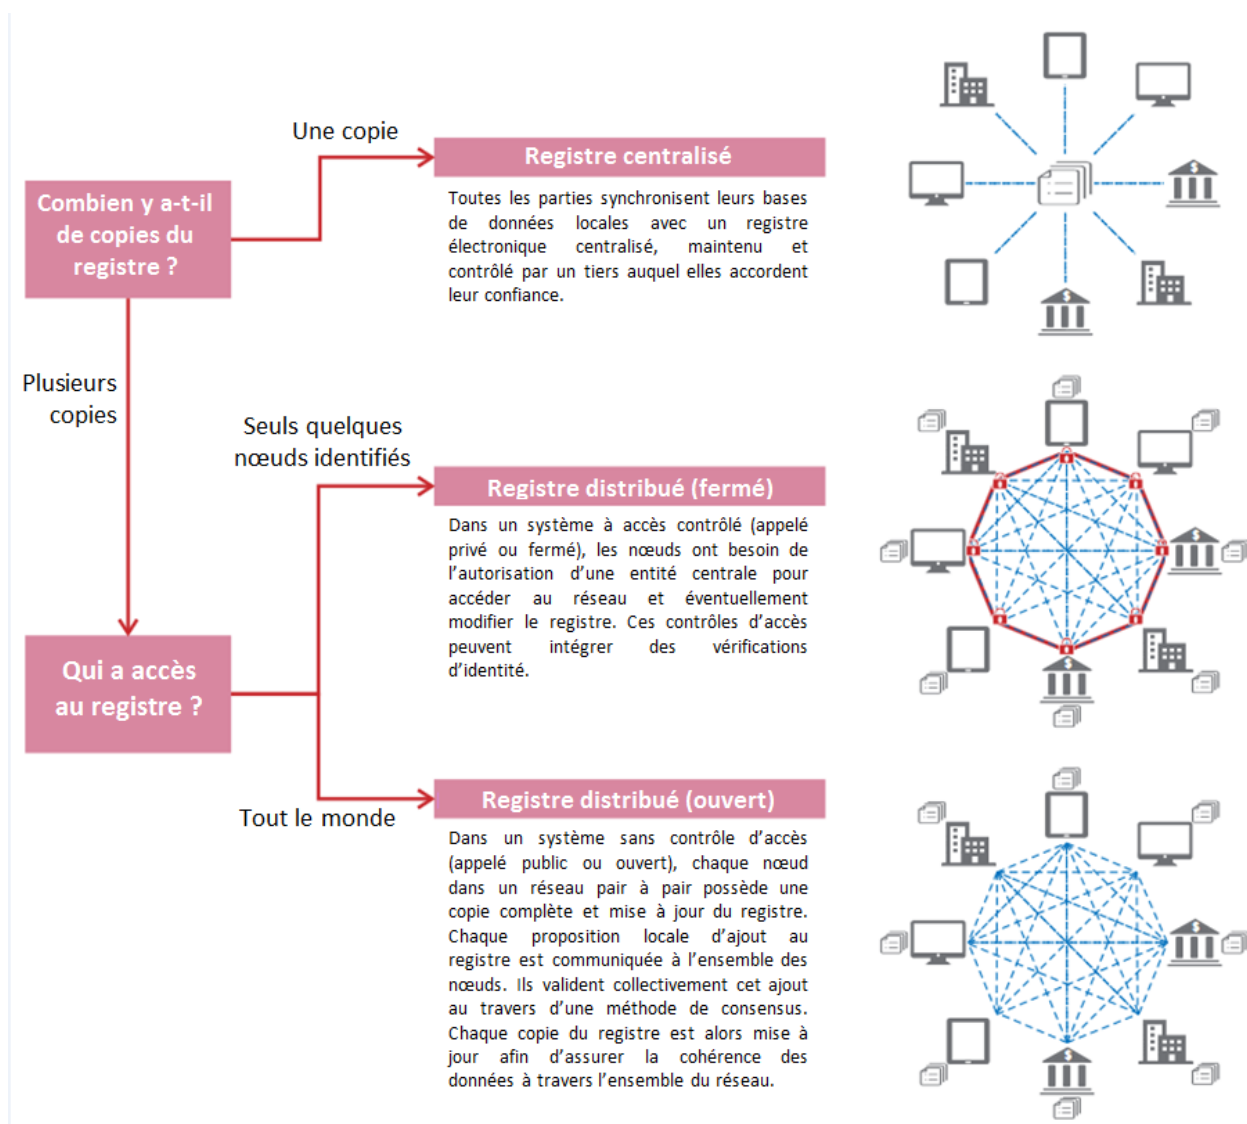 Une copie
Registre centralisé
Combien y a-t-il
de copies du
registre ?
Toutes les parties synchronisent leurs bases
de données locales avec un registre
électronique centralisé, maintenu et
contrôlé par un tiers auquel elles accordent
leur confiance.
Plusieurs
copies
Seuls quelques
nœuds identifiés
Registre distribué (fermé)
Dans un système à accès contrôlé (appelé
privé ou fermé), les nœuds ont besoin de
l’autorisation d’une entité centrale pour
accéder au réseau et éventuellement
modifier le registre. Ces contrôles d’accès
peuvent intégrer des vérifications
d’identité.
Qui a accès
au registre ?
Tout le monde
Registre distribué (ouvert)
Dans un système sans contrôle d’accès
(appelé public ou ouvert), chaque nœud
dans un réseau pair à pair possède une
copie complète et mise à jour du registre.
Chaque proposition locale d’ajout au
registre est communiquée à l’ensemble des
nœuds. Ils valident collectivement cet ajout
au travers d’une méthode de consensus.
Chaque copie du registre est alors mise à
jour afin d’assurer la cohérence des
données à travers l’ensemble du réseau.